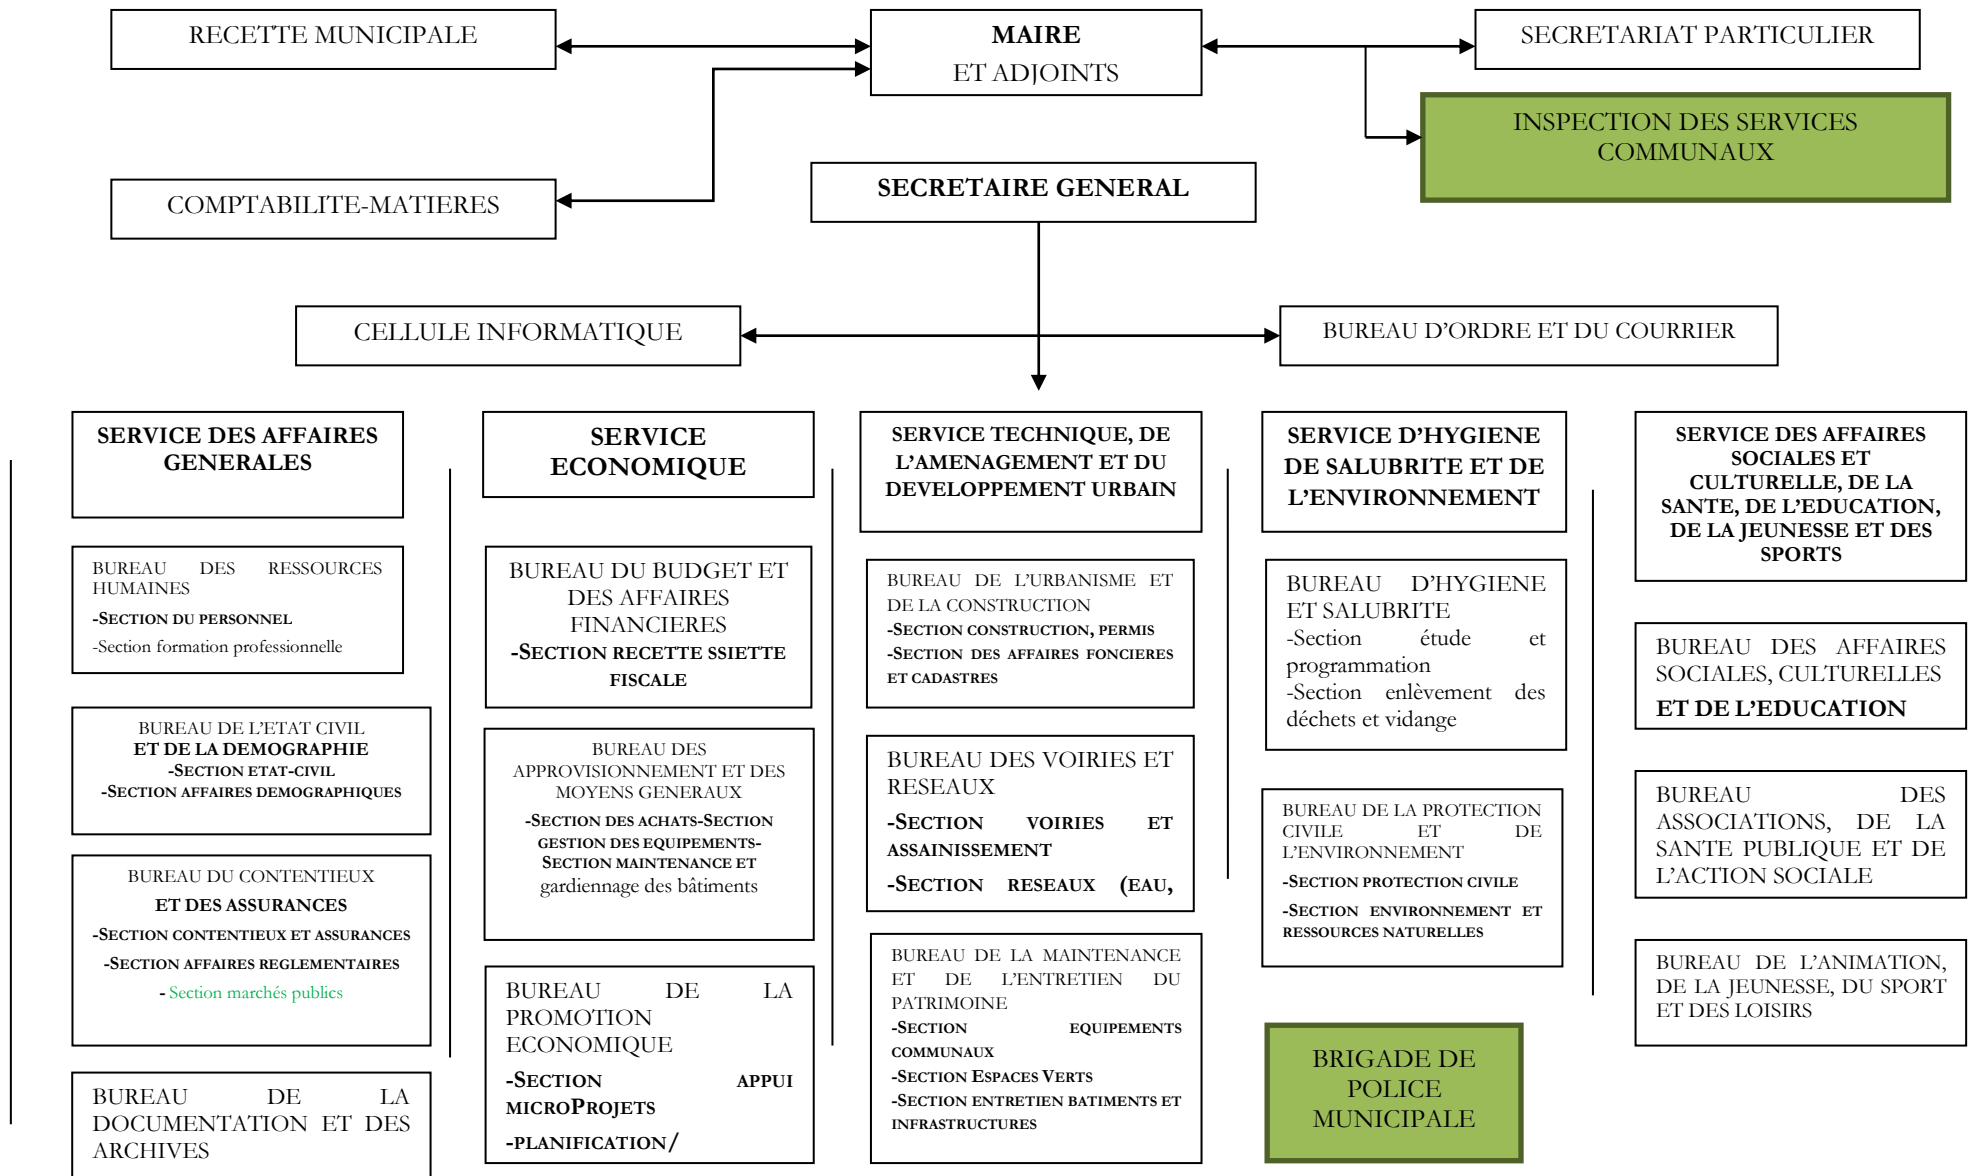 RECETTE MUNICIPALE
MAIRE
ET ADJOINTS
SECRETARIAT PARTICULIER
INSPECTION DES SERVICES
COMMUNAUX
COMPTABILITE-MATIERES
SECRETAIRE GENERAL
CELLULE INFORMATIQUE
BUREAU D'ORDRE ET DU COURRIER
SERVICE DES AFFAIRES
GENERALES
BUREAU DES RESSOURCES
HUMAINES
-SECTION DU PERSONNEL
-Section formation professionnelle
BUREAU DE L'ETAT CIVIL
ET DE LA DEMOGRAPHIE
-SECTION ETAT-CIVIL
-SECTION AFFAIRES DEMOGRAPHIQUES
BUREAU DU CONTENTIEUX
ET DES ASSURANCES
-SECTION CONTENTIEUX ET ASSURANCES
-SECTION AFFAIRES REGLEMENTAIRES
- Section marchés publics
BUREAU DE LA
DOCUMENTATION ET DES
ARCHIVES
SERVICE
ECONOMIQUE
BUREAU DU BUDGET ET
DES AFFAIRES
FINANCIERES
-SECTION RECETTE SSIETTE
FISCALE
BUREAU DES
APPROVISIONNEMENT ET DES
MOYENS GENERAUX
-SECTION DES ACHATS-SECTION
GESTION DES EQUIPEMENTS-
SECTION MAINTENANCE ET
gardiennage des bâtiments
BUREAU DE LA
PROMOTION
ECONOMIQUE
-SECTION APPUI
MICROPROJETS
-PLANIFICATION/
SERVICE TECHNIQUE, DE
L'AMENAGEMENT ET DU
DEVELOPPEMENT URBAIN
BUREAU DE L'URBANISME ET
DE LA CONSTRUCTION
-SECTION CONSTRUCTION, PERMIS
-SECTION DES AFFAIRES FONCIERES
ET CADASTRES
BUREAU DES VOIRIES ET
RESEAUX
-SECTION VOIRIES ET
ASSAINISSEMENT
-SECTION RESEAUX (EAU,
BUREAU DE LA MAINTENANCE
ET DE L'ENTRETIEN DU
PATRIMOINE
-SECTION EQUIPEMENTS
COMMUNAUX
-SECTION ESPACES VERTS
-SECTION ENTRETIEN BATIMENTS ET
INFRASTRUCTURES
SERVICE D'HYGIENE
DE SALUBRITE ET DE
L'ENVIRONNEMENT
BUREAU D'HYGIENE
ET SALUBRITE
-Section étude et
programmation
-Section enlèvement des
déchets et vidange
BUREAU DE LA PROTECTION
CIVILE ET DE
L'ENVIRONNEMENT
-SECTION PROTECTION CIVILE
-SECTION ENVIRONNEMENT ET
RESSOURCES NATURELLES
BRIGADE DE
POLICE
MUNICIPALE
SERVICE DES AFFAIRES
SOCIALES ET
CULTURELLE, DE LA
SANTE, DE L'EDUCATION,
DE LA JEUNESSE ET DES
SPORTS
BUREAU DES AFFAIRES
SOCIALES, CULTURELLES
ET DE L'EDUCATION
BUREAU DES
ASSOCIATIONS, DE LA
SANTE PUBLIQUE ET DE
L'ACTION SOCIALE
BUREAU DE L'ANIMATION,
DE LA JEUNESSE, DU SPORT
ET DES LOISIRS